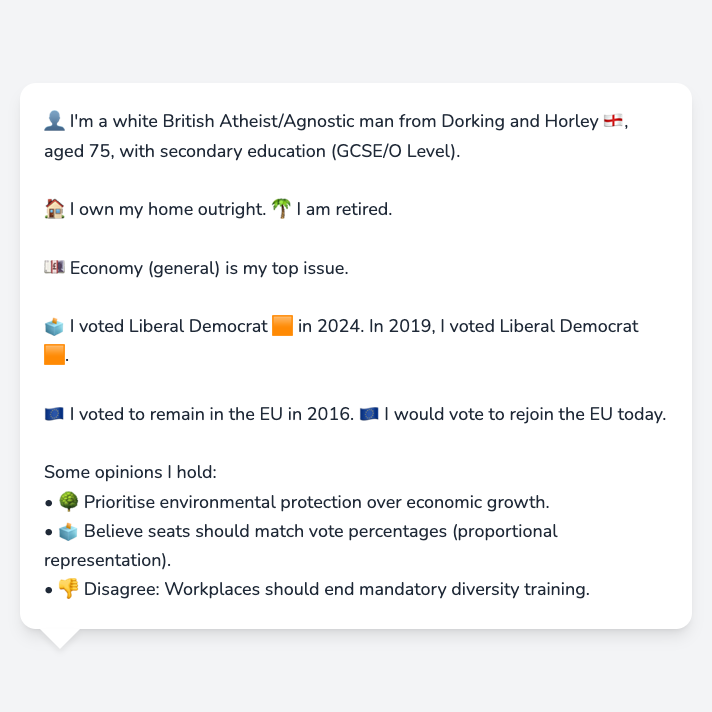 👤 I'm a white British Atheist/Agnostic man from Dorking and Horley 🏴󠁧󠁢󠁥󠁮󠁧󠁿,
aged 75, with secondary education (GCSE/O Level).
🏠 I own my home outright. 🌴 I am retired.
💷 Economy (general) is my top issue.
🗳️ I voted Liberal Democrat 🟧 in 2024. In 2019, I voted Liberal Democrat
🟧.
🇪🇺 I voted to remain in the EU in 2016. 🇪🇺 I would vote to rejoin the EU today.
Some opinions I hold:
• 🌳 Prioritise environmental protection over economic growth.
• 🗳️ Believe seats should match vote percentages (proportional
representation).
• 👎 Disagree: Workplaces should end mandatory diversity training.